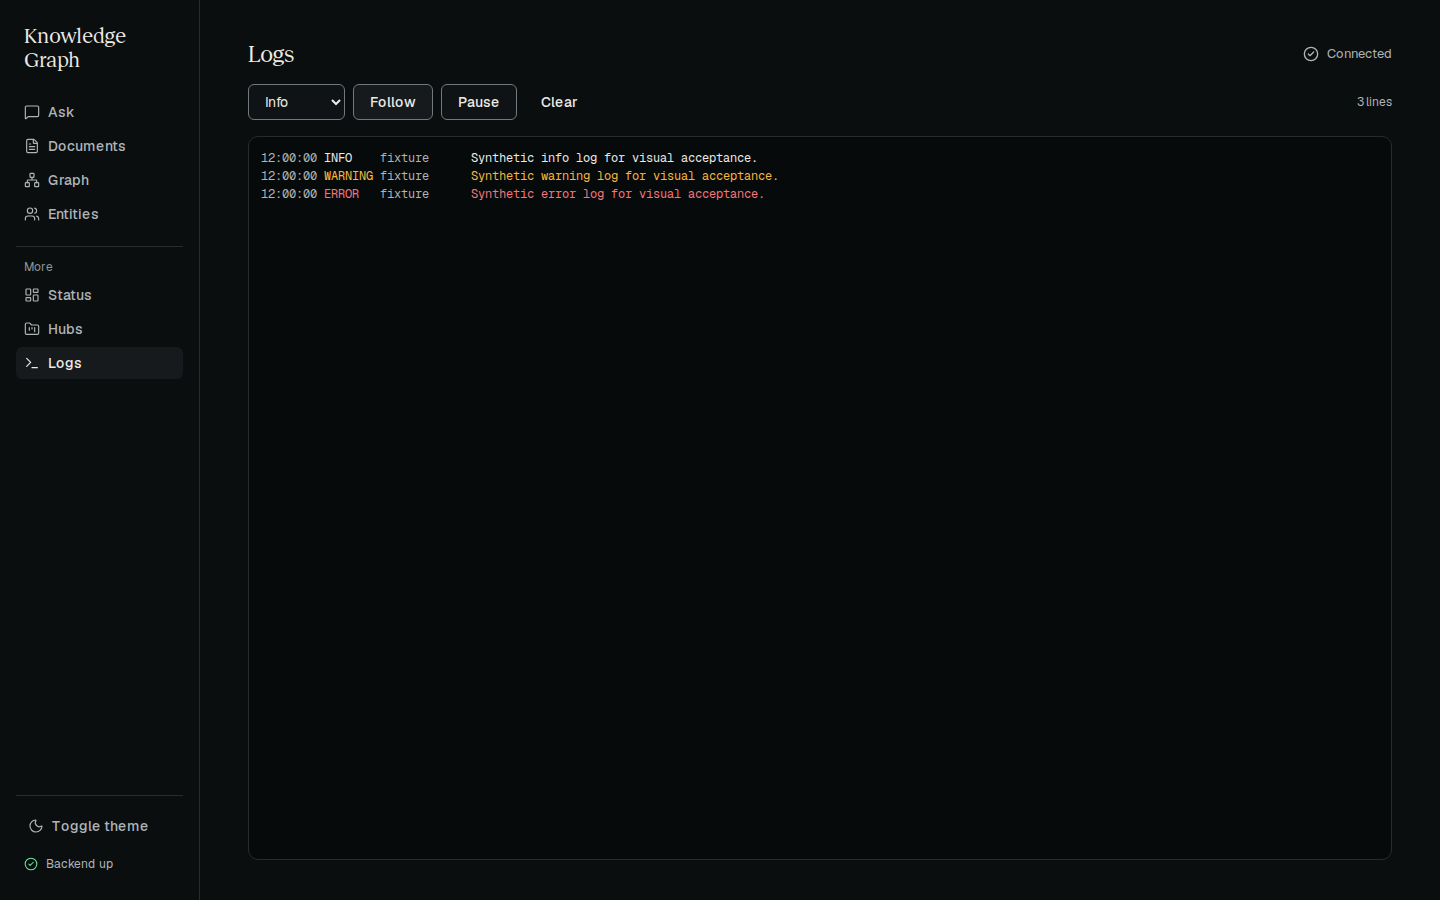 Knowledge
Graph
Ask
Documents
Graph
Entities
More
Status
Hubs
Logs
Toggle theme
Backend up
Logs
Connected
Info
Follow
Pause
Clear
3 lines
12:00:00 INFO fixture Synthetic info log for visual acceptance.
12:00:00 WARNING fixture Synthetic warning log for visual acceptance.
12:00:00 ERROR fixture Synthetic error log for visual acceptance.